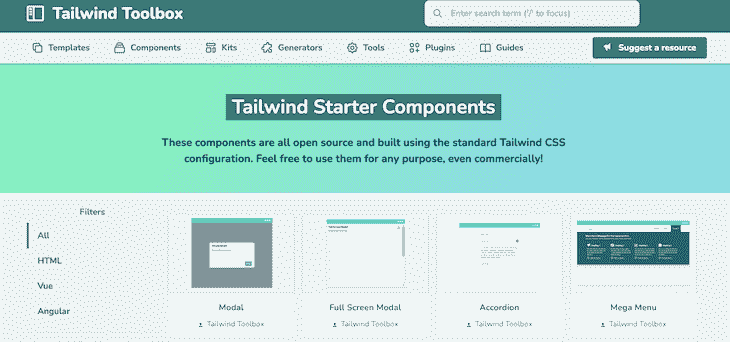 Tailwind Toolbox
Enter search term ('/' to focus)
Templates Components Kits Generators Tools Plugins Guides Suggest a resource
Tailwind Starter Components
These components are all open source and built using the standard Tailwind CSS
configuration. Feel free to use them for any purpose, even commercially!
Filters
All
HTML
Vue
Angular
Modal Full Screen Modal Accordion Mega Menu
Tailwind Toolbox Tailwind Toolbox Tailwind Toolbox Tailwind Toolbox